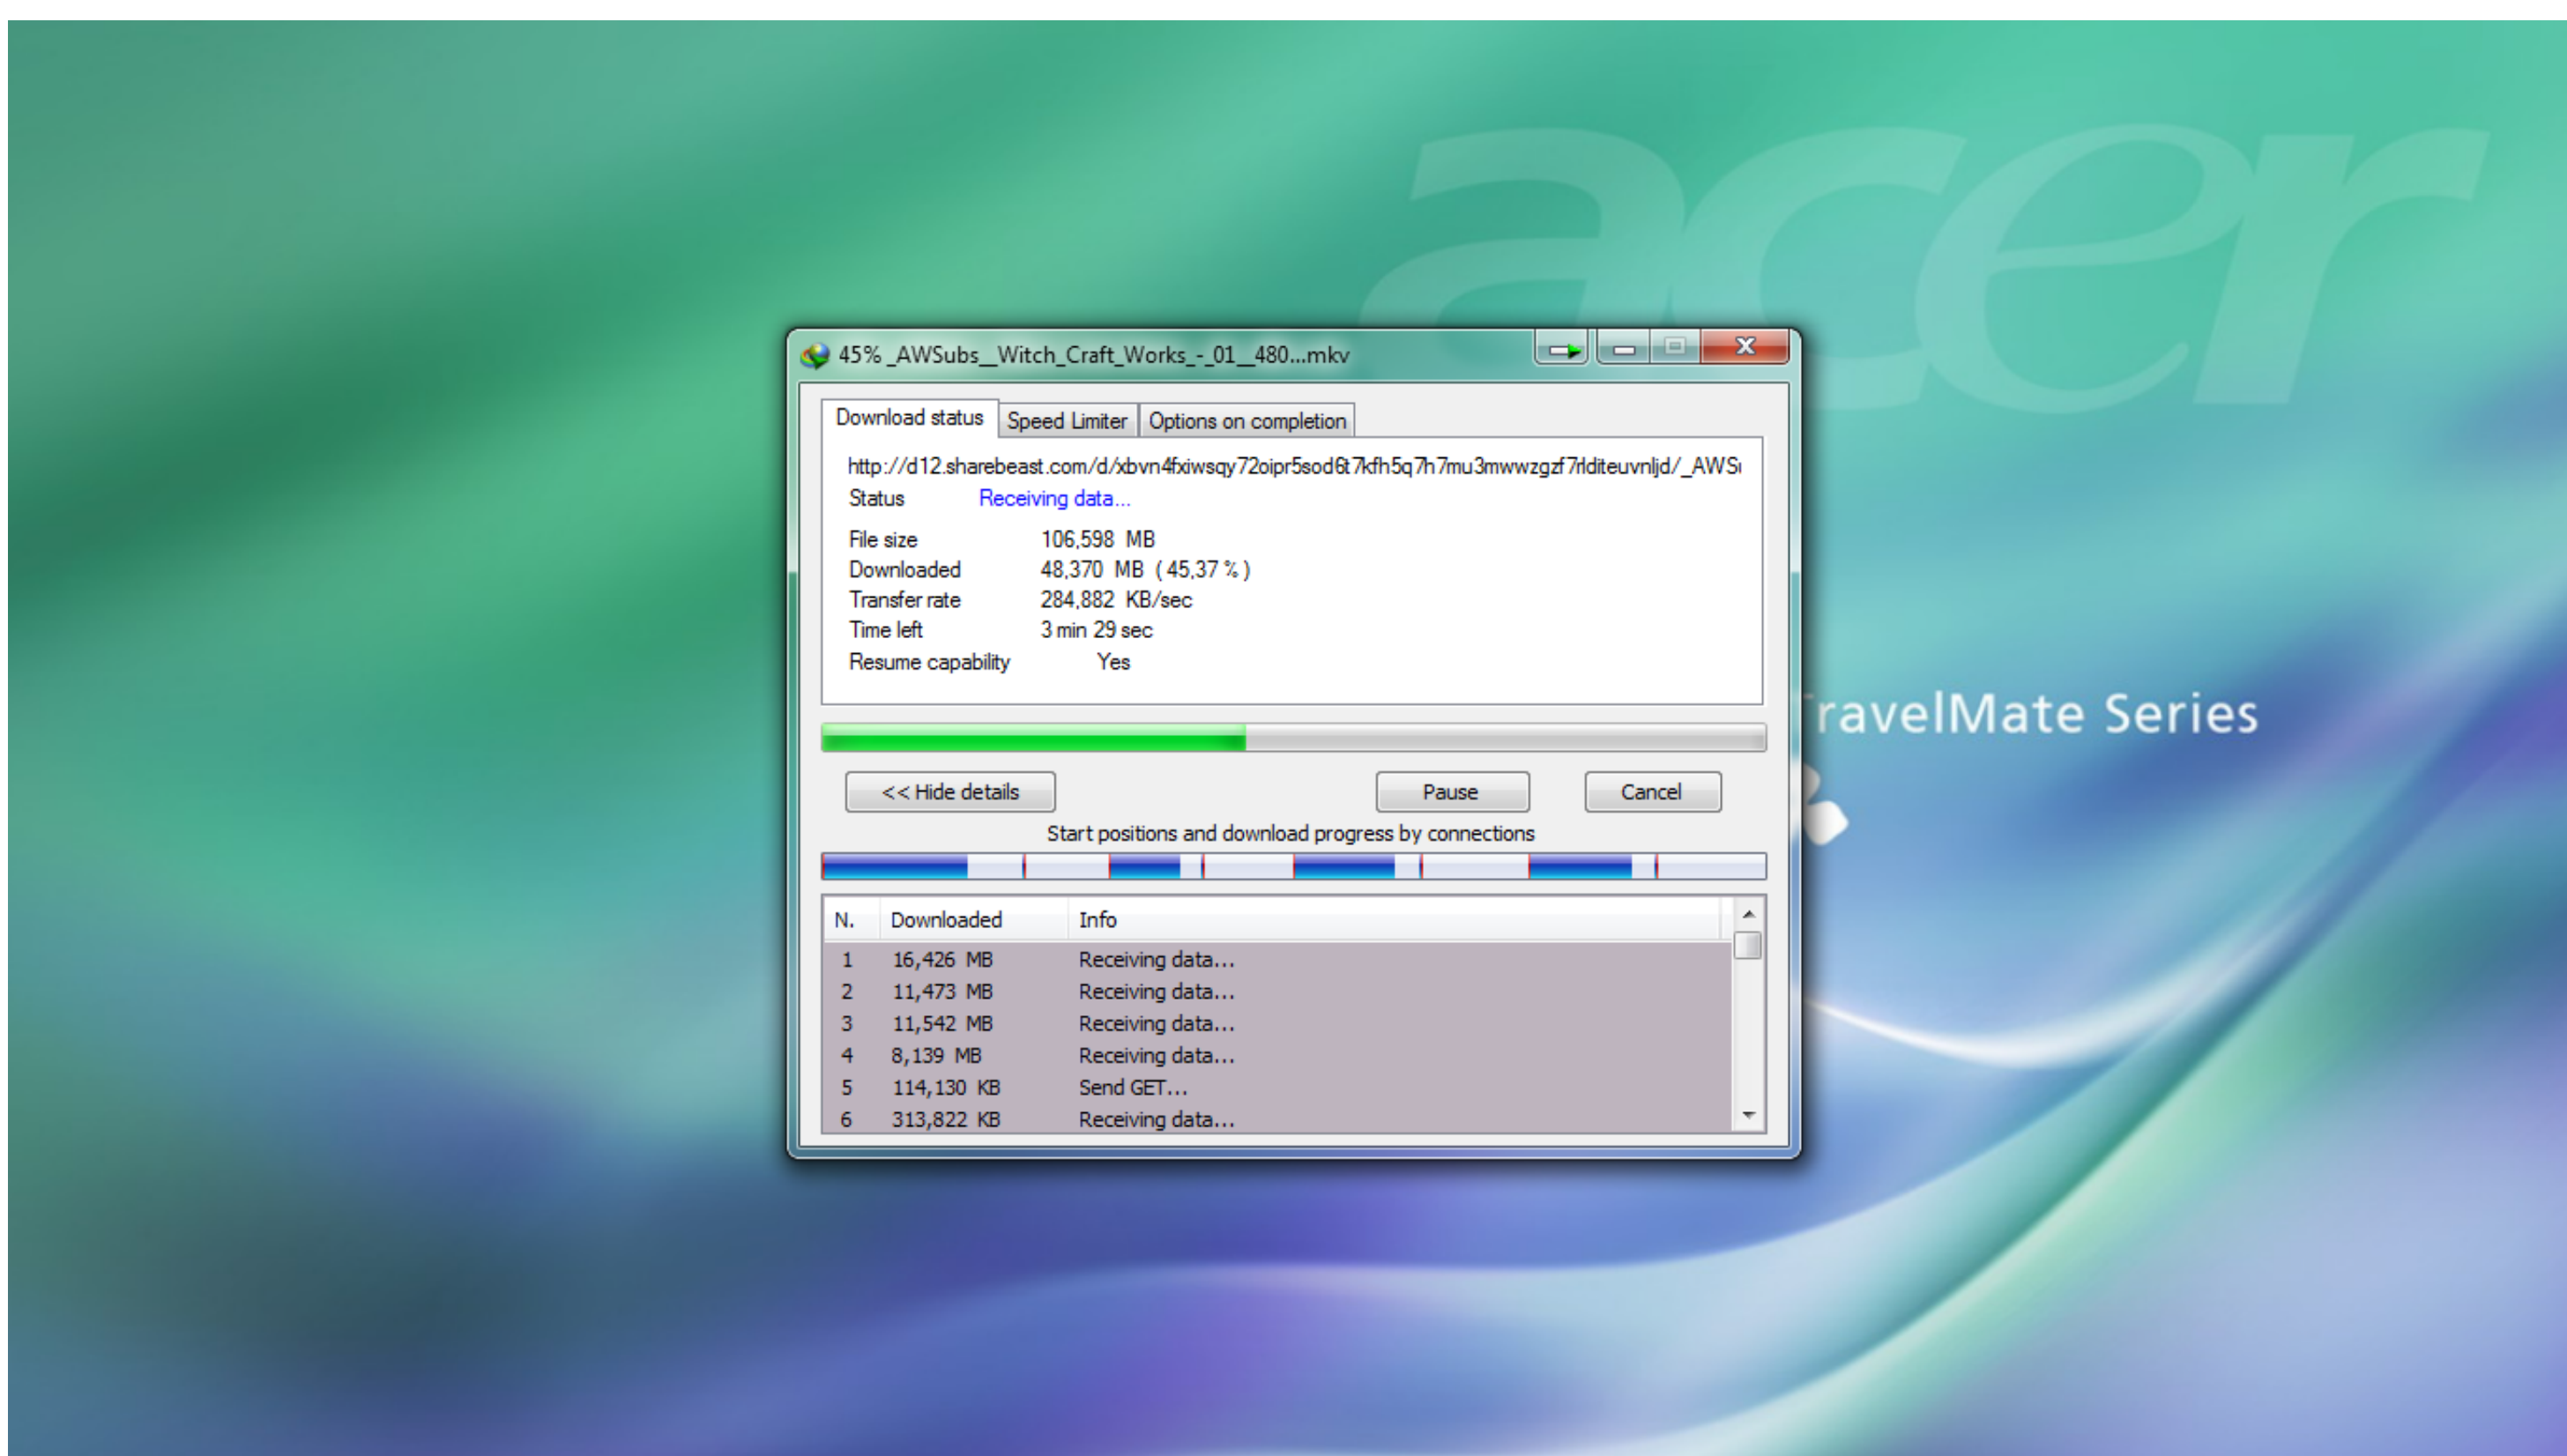 acer
45% _AWSubs__Witch_Craft_Works_-_01__480...mkv
Download status Speed Limiter Options on completion
http://d12.sharebeast.com/d/xbvn4fxiwsqy72oipr5sod6t7kfh5q7h7mu3mwwzgzf7rlditeuvnljd/_AWS
Status Receiving data...
File size 106,598 MB
Downloaded 48,370 MB ( 45,37 % )
Transfer rate 284,882 KB/sec
Time left 3 min 29 sec
Resume capability Yes
ravelMate Series
<< Hide details Pause Cancel
Start positions and download progress by connections
N. Downloaded Info
1 16,426 MB Receiving data...
2 11,473 MB Receiving data...
3 11,542 MB Receiving data...
4 8,139 MB Receiving data...
5 114,130 KB Send GET...
6 313,822 KB Receiving data...